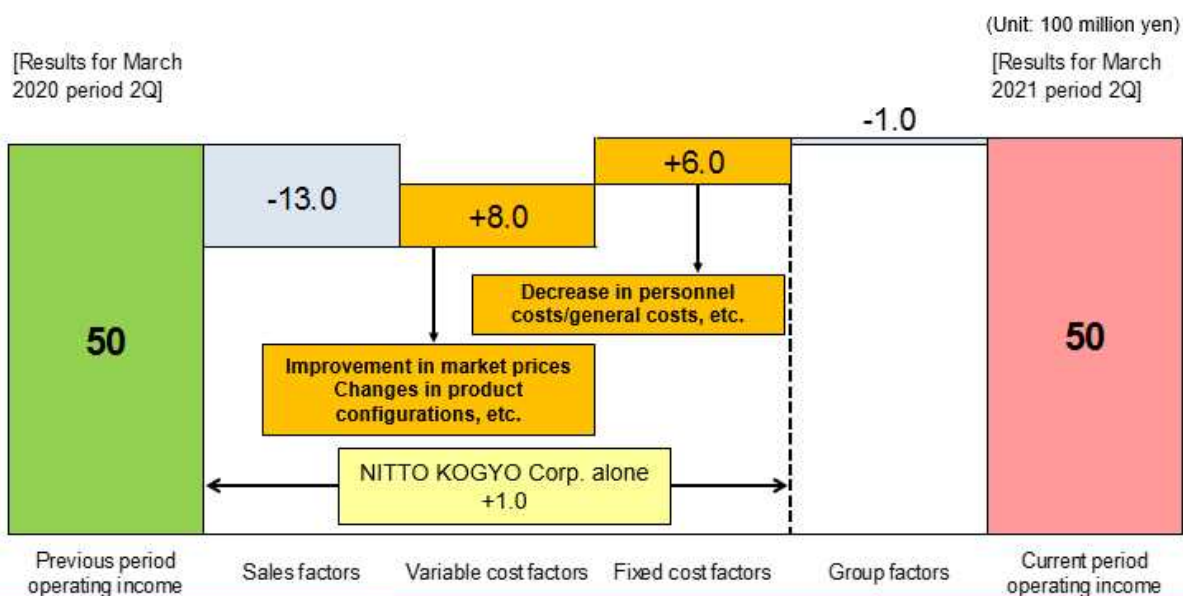 (Unit: 100 million yen)
[Results for March
2020 period 2Q]
[Results for March
2021 period 2Q]
-1.0
-13.0
+8.0
+6.0
Decrease in personnel
costs/general costs, etc.
50
50
Improvement in market prices
Changes in product
configurations, etc.
NITTO KOGYO Corp. alone
+1.0
Previous period
operating income
Sales factors
Variable cost factors
Fixed cost factors
Group factors
Current period
operating income